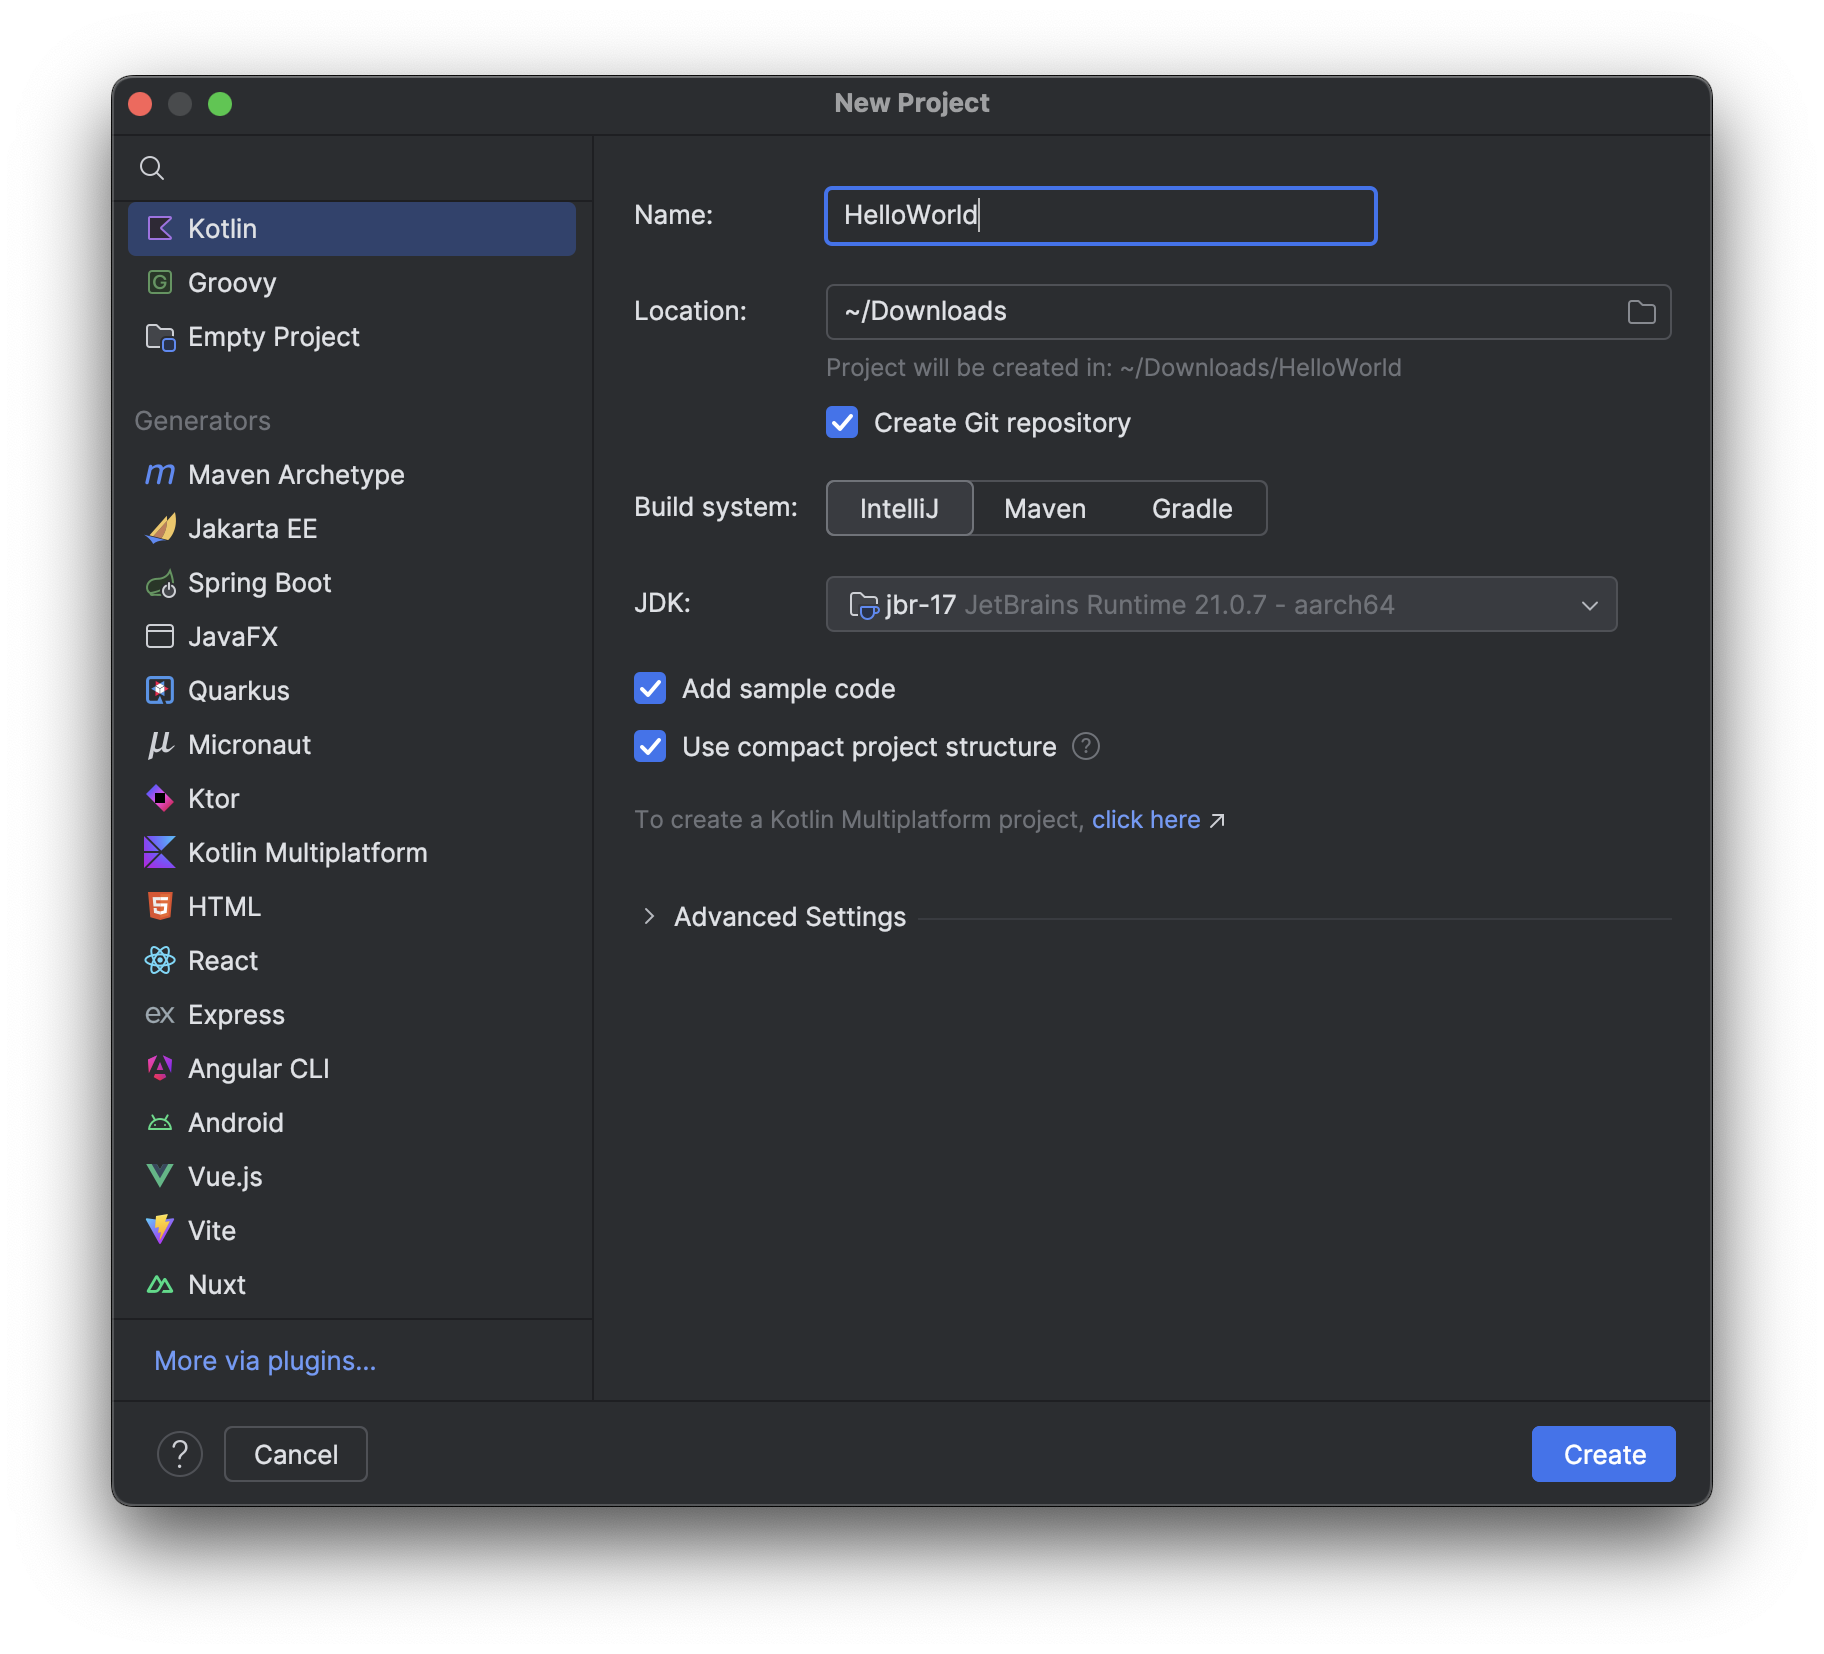 New Project
Kotlin
Groovy
Empty Project
Generators
Maven Archetype
Jakarta EE
Spring Boot
JavaFX
Quarkus
Micronaut
Ktor
Kotlin Multiplatform
HTML
React
Express
Angular CLI
Android
Vue.js
Vite
Nuxt
More via plugins...
Name: HelloWorld
Location: ~/Downloads
Project will be created in: ~/Downloads/HelloWorld
Create Git repository
Build system: IntelliJ Maven Gradle
JDK: jbr-17 JetBrains Runtime 21.0.7 - aarch64
Add sample code
Use compact project structure ?
To create a Kotlin Multiplatform project, click here ↗
Advanced Settings
? Cancel Create